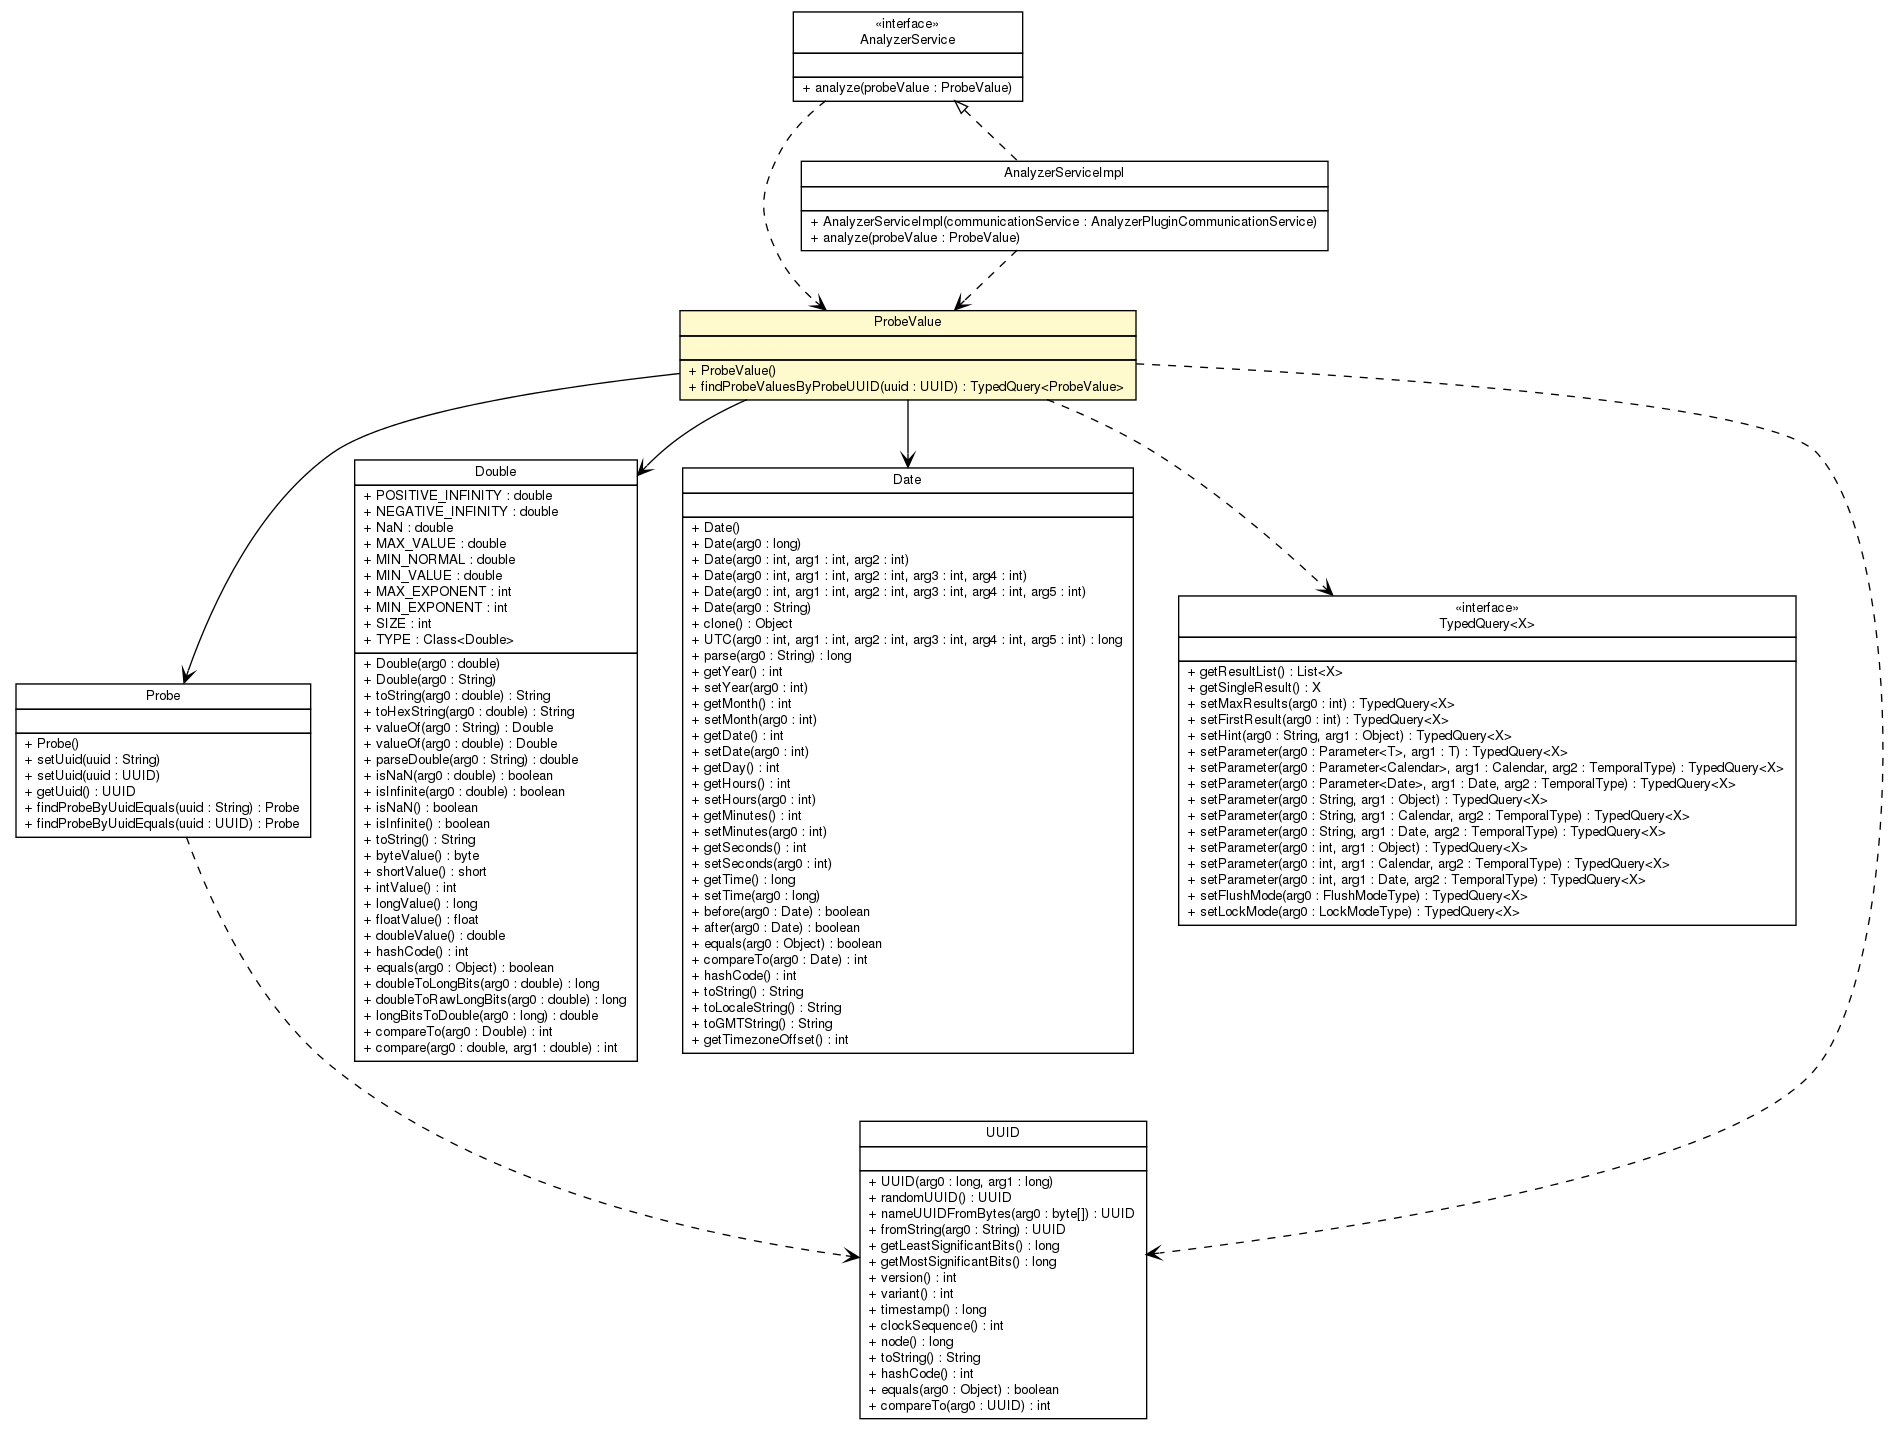 «interface»
AnalyzerService
+ analyze(probeValue : ProbeValue)
AnalyzerServiceImpl
+ AnalyzerServiceImpl(communicationService : AnalyzerPluginCommunicationService)
+ analyze(probeValue : ProbeValue)
ProbeValue
+ ProbeValue()
+ findProbeValuesByProbeUUID(uuid : UUID) : TypedQuery<ProbeValue>
Probe
+ Probe()
+ setUuid(uuid : String)
+ setUuid(uuid : UUID)
+ getUuid() : UUID
+ findProbeByUuidEquals(uuid : String) : Probe
+ findProbeByUuidEquals(uuid : UUID) : Probe
Double
+ POSITIVE_INFINITY : double
+ NEGATIVE_INFINITY : double
+ NaN : double
+ MAX_VALUE : double
+ MIN_NORMAL : double
+ MIN_VALUE : double
+ MAX_EXPONENT : int
+ MIN_EXPONENT : int
+ SIZE : int
+ TYPE : Class<Double>
+ Double(arg0 : double)
+ Double(arg0 : String)
+ toString(arg0 : double) : String
+ toHexString(arg0 : double) : String
+ valueOf(arg0 : String) : Double
+ valueOf(arg0 : double) : Double
+ parseDouble(arg0 : String) : double
+ isNaN(arg0 : double) : boolean
+ isInfinite(arg0 : double) : boolean
+ isNaN() : boolean
+ isInfinite() : boolean
+ toString() : String
+ byteValue() : byte
+ shortValue() : short
+ intValue() : int
+ longValue() : long
+ floatValue() : float
+ doubleValue() : double
+ hashCode() : int
+ equals(arg0 : Object) : boolean
+ doubleToLongBits(arg0 : double) : long
+ doubleToRawLongBits(arg0 : double) : long
+ longBitsToDouble(arg0 : long) : double
+ compareTo(arg0 : Double) : int
+ compare(arg0 : double, arg1 : double) : int
Date
+ Date()
+ Date(arg0 : long)
+ Date(arg0 : int, arg1 : int, arg2 : int)
+ Date(arg0 : int, arg1 : int, arg2 : int, arg3 : int, arg4 : int)
+ Date(arg0 : int, arg1 : int, arg2 : int, arg3 : int, arg4 : int, arg5 : int)
+ Date(arg0 : String)
+ clone() : Object
+ UTC(arg0 : int, arg1 : int, arg2 : int, arg3 : int, arg4 : int, arg5 : int) : long
+ parse(arg0 : String) : long
+ getYear() : int
+ setYear(arg0 : int)
+ getMonth() : int
+ setMonth(arg0 : int)
+ getDate() : int
+ setDate(arg0 : int)
+ getDay() : int
+ getHours() : int
+ setHours(arg0 : int)
+ getMinutes() : int
+ setMinutes(arg0 : int)
+ getSeconds() : int
+ setSeconds(arg0 : int)
+ getTime() : long
+ setTime(arg0 : long)
+ before(arg0 : Date) : boolean
+ after(arg0 : Date) : boolean
+ equals(arg0 : Object) : boolean
+ compareTo(arg0 : Date) : int
+ hashCode() : int
+ toString() : String
+ toLocaleString() : String
+ toGMTString() : String
+ getTimezoneOffset() : int
«interface»
TypedQuery<X>
+ getResultList() : List<X>
+ getSingleResult() : X
+ setMaxResults(arg0 : int) : TypedQuery<X>
+ setFirstResult(arg0 : int) : TypedQuery<X>
+ setHint(arg0 : String, arg1 : Object) : TypedQuery<X>
+ setParameter(arg0 : Parameter<T>, arg1 : T) : TypedQuery<X>
+ setParameter(arg0 : Parameter<Calendar>, arg1 : Calendar, arg2 : TemporalType) : TypedQuery<X>
+ setParameter(arg0 : Parameter<Date>, arg1 : Date, arg2 : TemporalType) : TypedQuery<X>
+ setParameter(arg0 : String, arg1 : Object) : TypedQuery<X>
+ setParameter(arg0 : String, arg1 : Calendar, arg2 : TemporalType) : TypedQuery<X>
+ setParameter(arg0 : String, arg1 : Date, arg2 : TemporalType) : TypedQuery<X>
+ setParameter(arg0 : int, arg1 : Object) : TypedQuery<X>
+ setParameter(arg0 : int, arg1 : Calendar, arg2 : TemporalType) : TypedQuery<X>
+ setParameter(arg0 : int, arg1 : Date, arg2 : TemporalType) : TypedQuery<X>
+ setFlushMode(arg0 : FlushModeType) : TypedQuery<X>
+ setLockMode(arg0 : LockModeType) : TypedQuery<X>
UUID
+ UUID(arg0 : long, arg1 : long)
+ randomUUID() : UUID
+ nameUUIDFromBytes(arg0 : byte[]) : UUID
+ fromString(arg0 : String) : UUID
+ getLeastSignificantBits() : long
+ getMostSignificantBits() : long
+ version() : int
+ variant() : int
+ timestamp() : long
+ clockSequence() : int
+ node() : long
+ toString() : String
+ hashCode() : int
+ equals(arg0 : Object) : boolean
+ compareTo(arg0 : UUID) : int